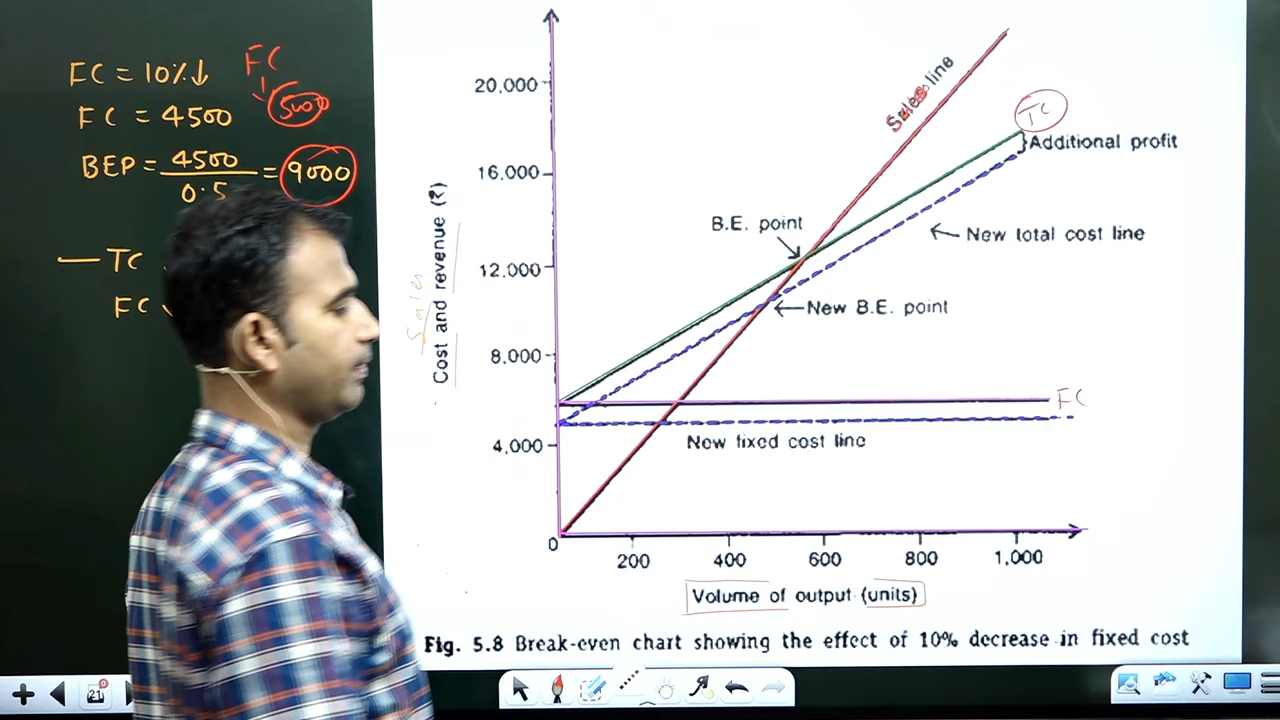 FC = 10%↓
FC
5000
FC = 4500
BEP = 4500 / 0.5 = 9000
— TC
FC
20,000
16,000
12,000
8,000
4,000
0
Cost and revenue (₹)
Sales
Sales line
TC
Additional profit
B.E. point
New total cost line
New B.E. point
FC
New fixed cost line
200 400 600 800 1,000
Volume of output (units)
Fig. 5.8 Break-even chart showing the effect of 10% decrease in fixed cost
21